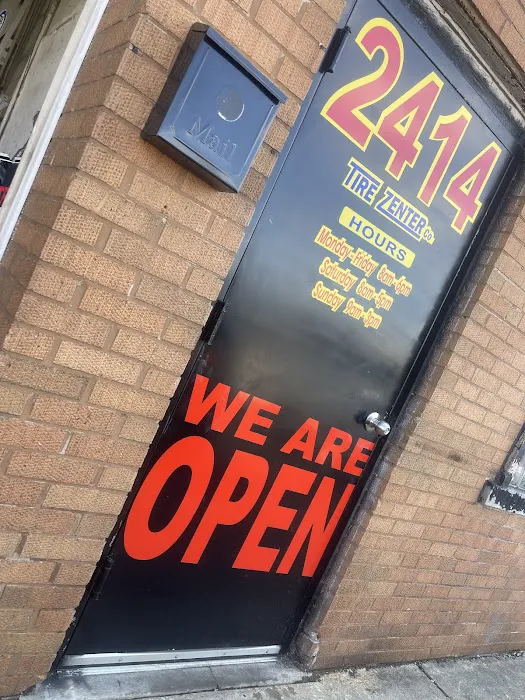 Mail
2414
TIRE ZENTER CO.
HOURS
Monday-Friday 8am-6pm
Saturday 8am-5pm
Sunday 9am-3pm
WE ARE
OPEN